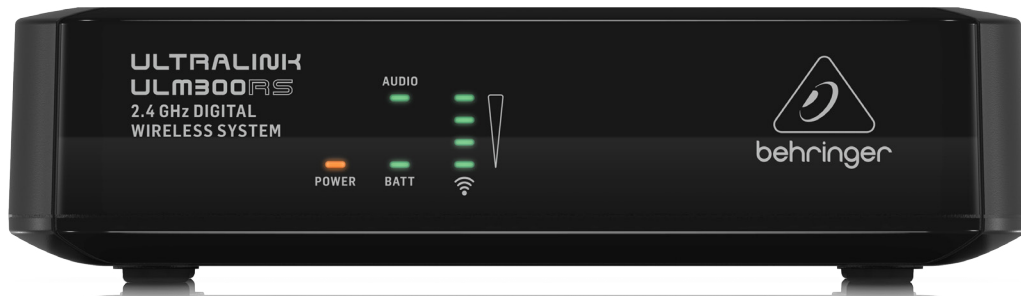 ULTRALINK
ULM300RS
2.4 GHz DIGITAL
WIRELESS SYSTEM
AUDIO
POWER
BATT
behringer